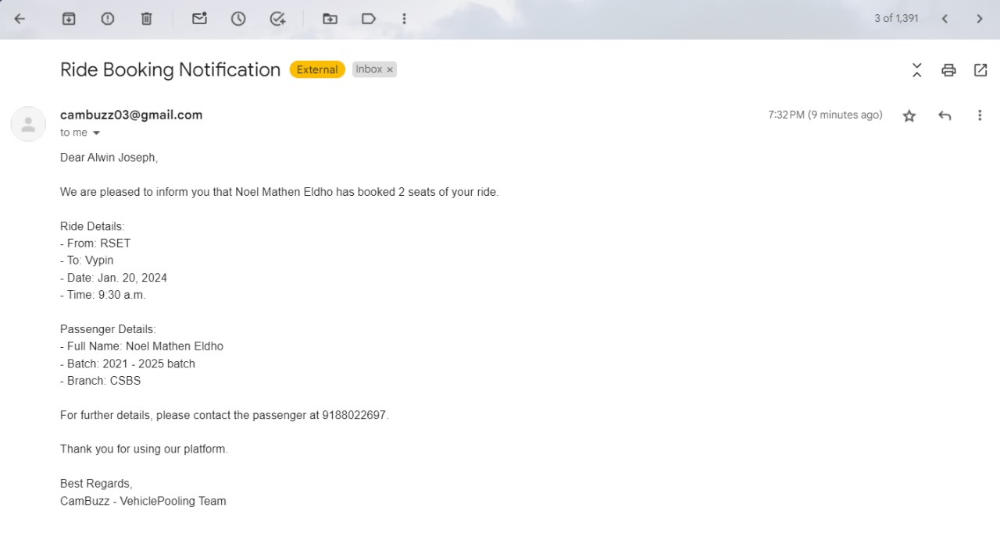 3 of 1,391
Ride Booking Notification External Inbox ×
cambuzz03@gmail.com 7:32 PM (9 minutes ago)
to me
Dear Alwin Joseph,
We are pleased to inform you that Noel Mathen Eldho has booked 2 seats of your ride.
Ride Details:
- From: RSET
- To: Vypin
- Date: Jan. 20, 2024
- Time: 9:30 a.m.
Passenger Details:
- Full Name: Noel Mathen Eldho
- Batch: 2021 - 2025 batch
- Branch: CSBS
For further details, please contact the passenger at 9188022697.
Thank you for using our platform.
Best Regards,
CamBuzz - VehiclePooling Team